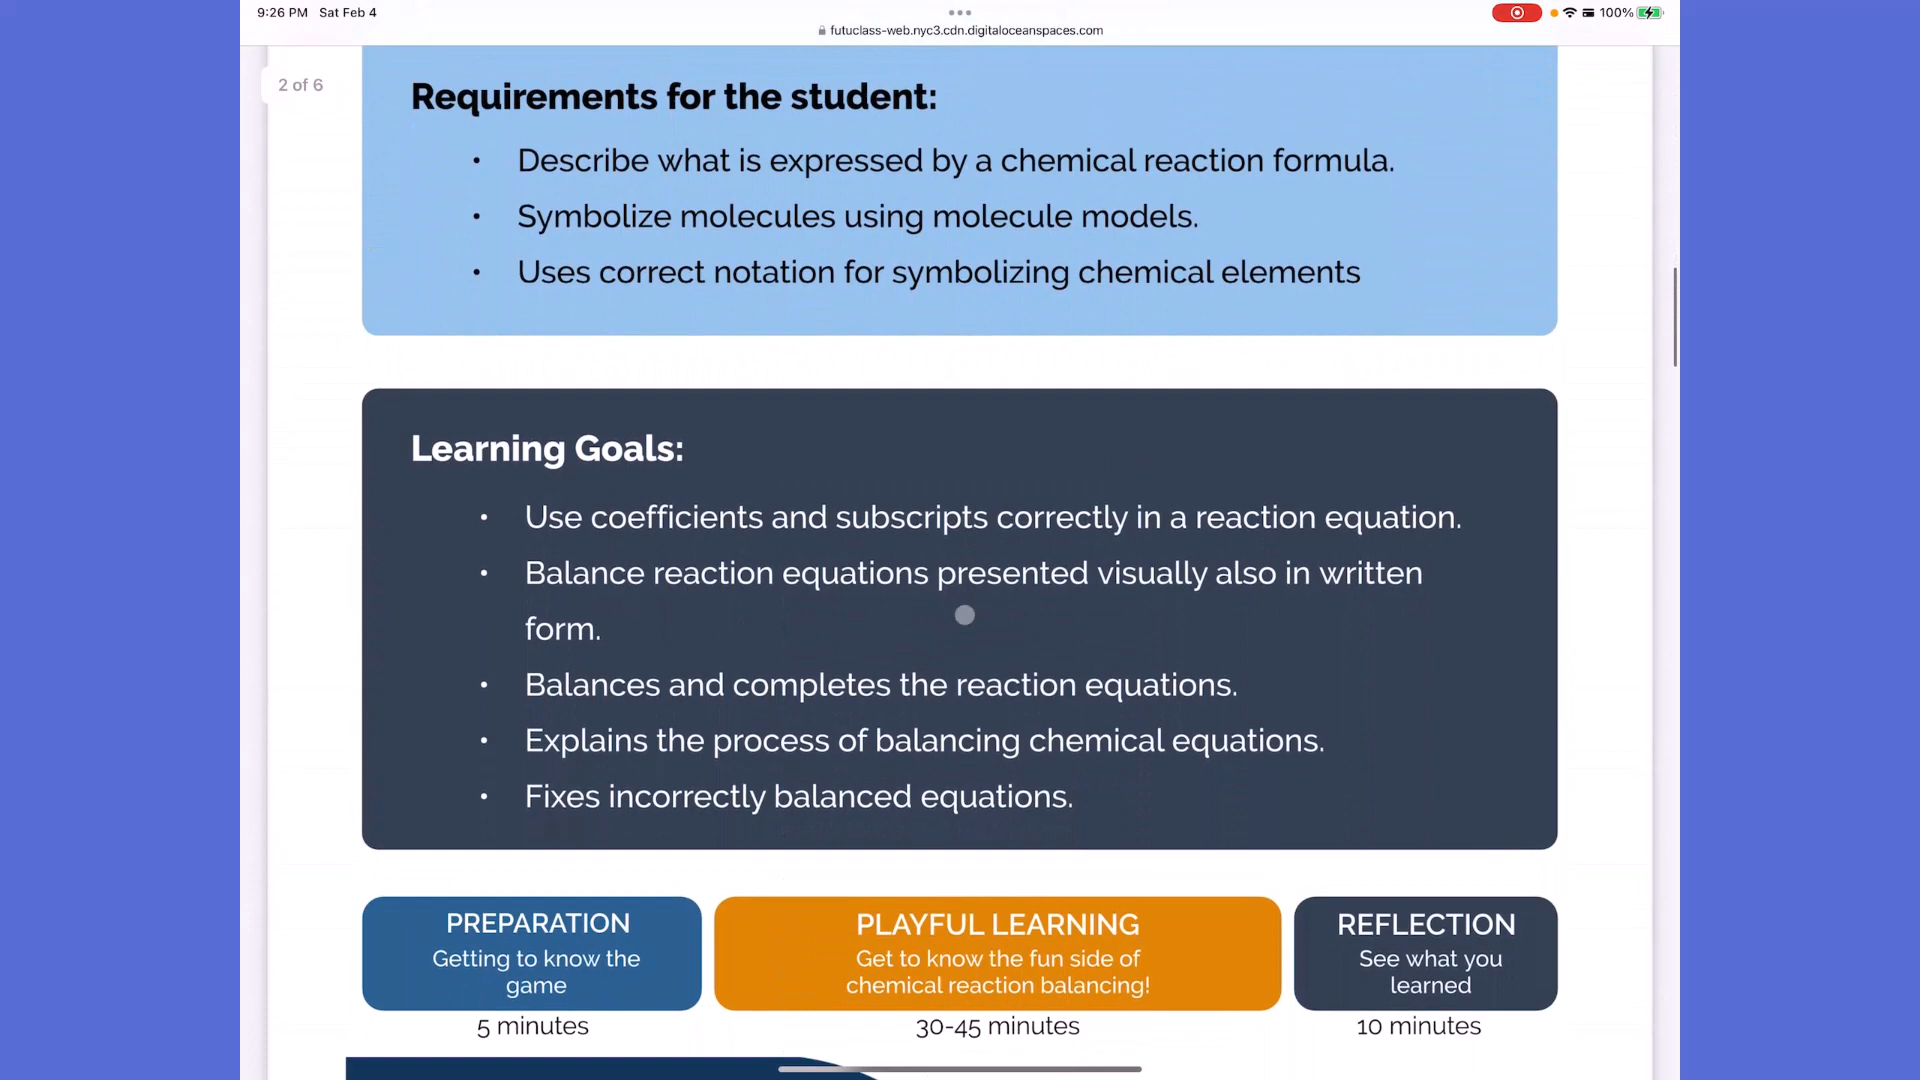 9:26 PM Sat Feb 4
100%
futuclass-web.nyc3.cdn.digitaloceanspaces.com
2 of 6
Requirements for the student:
• Describe what is expressed by a chemical reaction formula.
• Symbolize molecules using molecule models.
• Uses correct notation for symbolizing chemical elements
Learning Goals:
• Use coefficients and subscripts correctly in a reaction equation.
• Balance reaction equations presented visually also in written
form.
• Balances and completes the reaction equations.
• Explains the process of balancing chemical equations.
• Fixes incorrectly balanced equations.
PREPARATION
Getting to know the
game
5 minutes
PLAYFUL LEARNING
Get to know the fun side of
chemical reaction balancing!
30-45 minutes
REFLECTION
See what you
learned
10 minutes